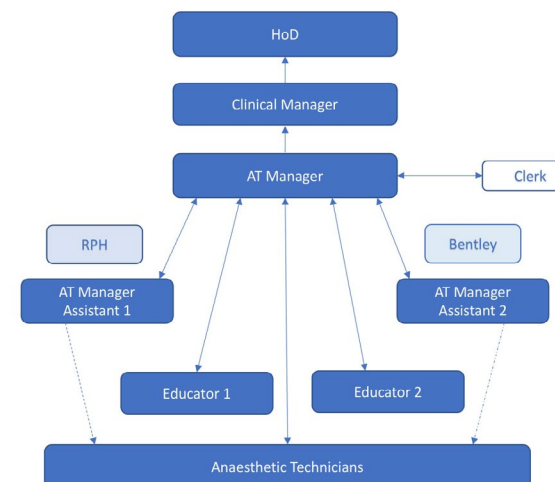 HoD
Clinical Manager
AT Manager
Clerk
RPH
Bentley
AT Manager
Assistant 1
AT Manager
Assistant 2
Educator 1
Educator 2
Anaesthetic Technicians